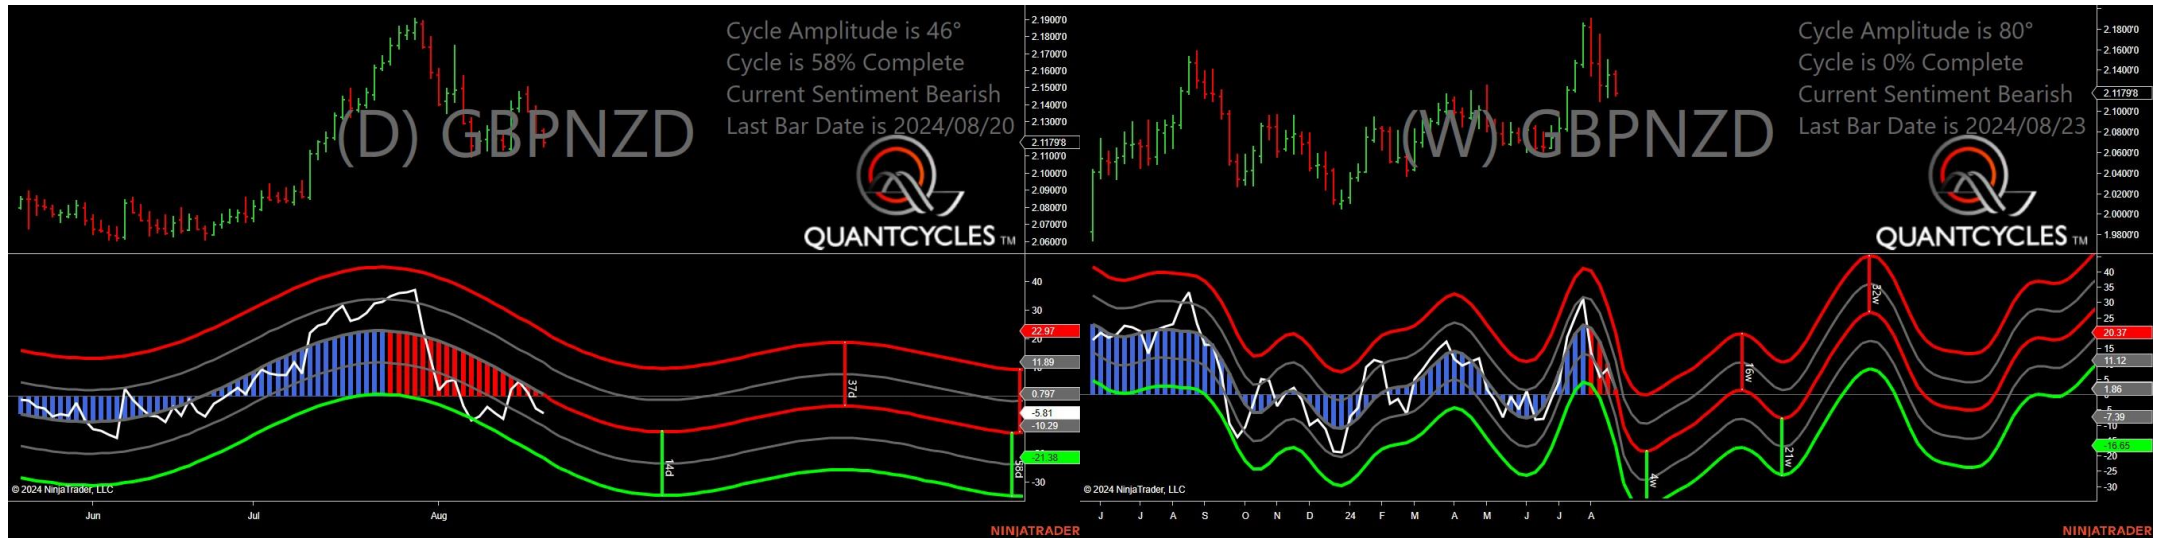 Cycle Amplitude is 46°
Cycle is 58% Complete
Current Sentiment Bearish
Last Bar Date is 2024/08/20
(D) GBPNZD
QUANTCYCLES TM
2.1900'0
2.1800'0
2.1700'0
2.1600'0
2.1500'0
2.1400'0
2.1300'0
2.1179'8
2.1100'0
2.1000'0
2.0900'0
2.0800'0
2.0700'0
2.0600'0
40
30
22.97
20
11.89
0.797
-5.81
-10.29
-21.38
-30
37d
14d
58d
© 2024 NinjaTrader, LLC
Jun
Jul
Aug
NINJATRADER
Cycle Amplitude is 80°
Cycle is 0% Complete
Current Sentiment Bearish
Last Bar Date is 2024/08/23
(W) GBPNZD
QUANTCYCLES TM
2.1800'0
2.1600'0
2.1400'0
2.1179'8
2.1000'0
2.0800'0
2.0600'0
2.0400'0
2.0200'0
2.0000'0
1.9800'0
40
35
30
25
20.37
15
11.12
5
1.86
-5
-7.39
-10
-16.65
-20
-25
-30
32w
16w
21w
4w
© 2024 NinjaTrader, LLC
J J A S O N D 24 F M A M J J A
NINJATRADER